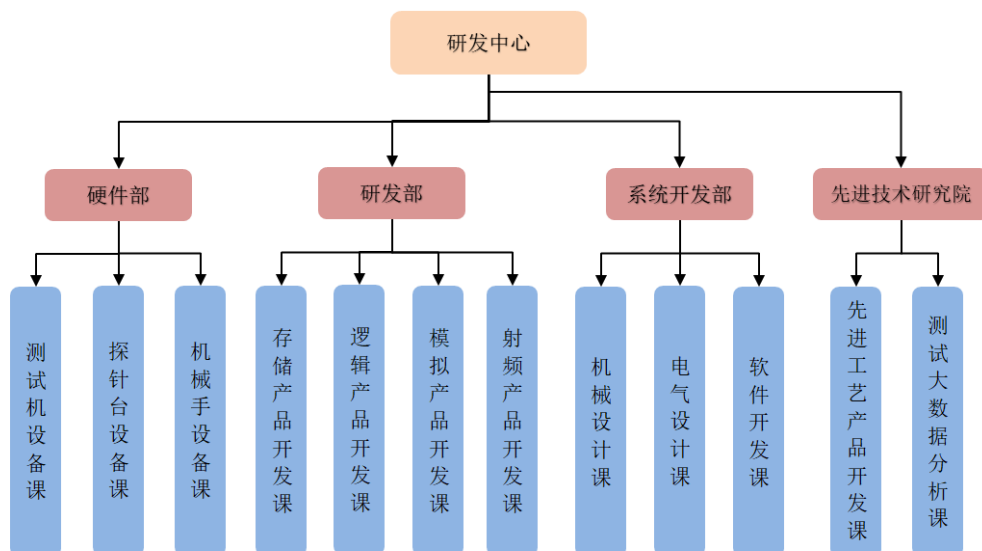 研发中心
硬件部
研发部
系统开发部
先进技术研究院
测试机设备课
探针台设备课
机械手设备课
存储产品开发课
逻辑产品开发课
模拟产品开发课
射频产品开发课
机械设计课
电气设计课
软件开发课
先进工艺产品开发课
测试大数据分析课